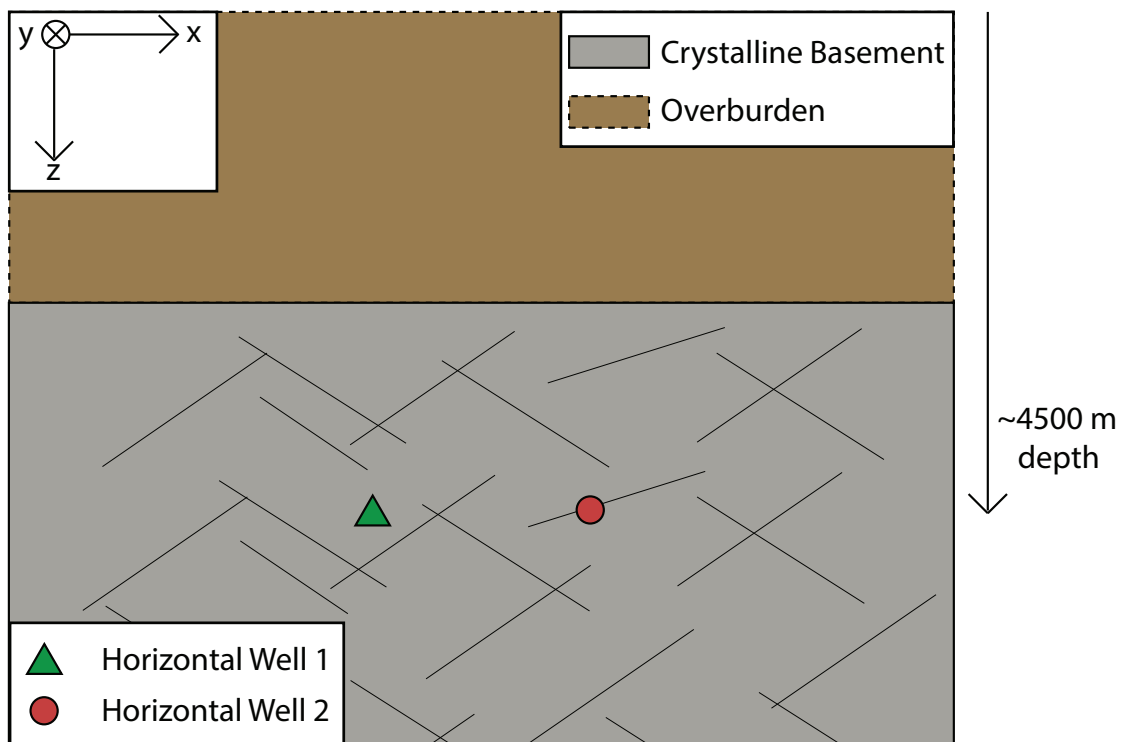 y
x
z
Crystalline Basement
Overburden
~4500 m
depth
Horizontal Well 1
Horizontal Well 2